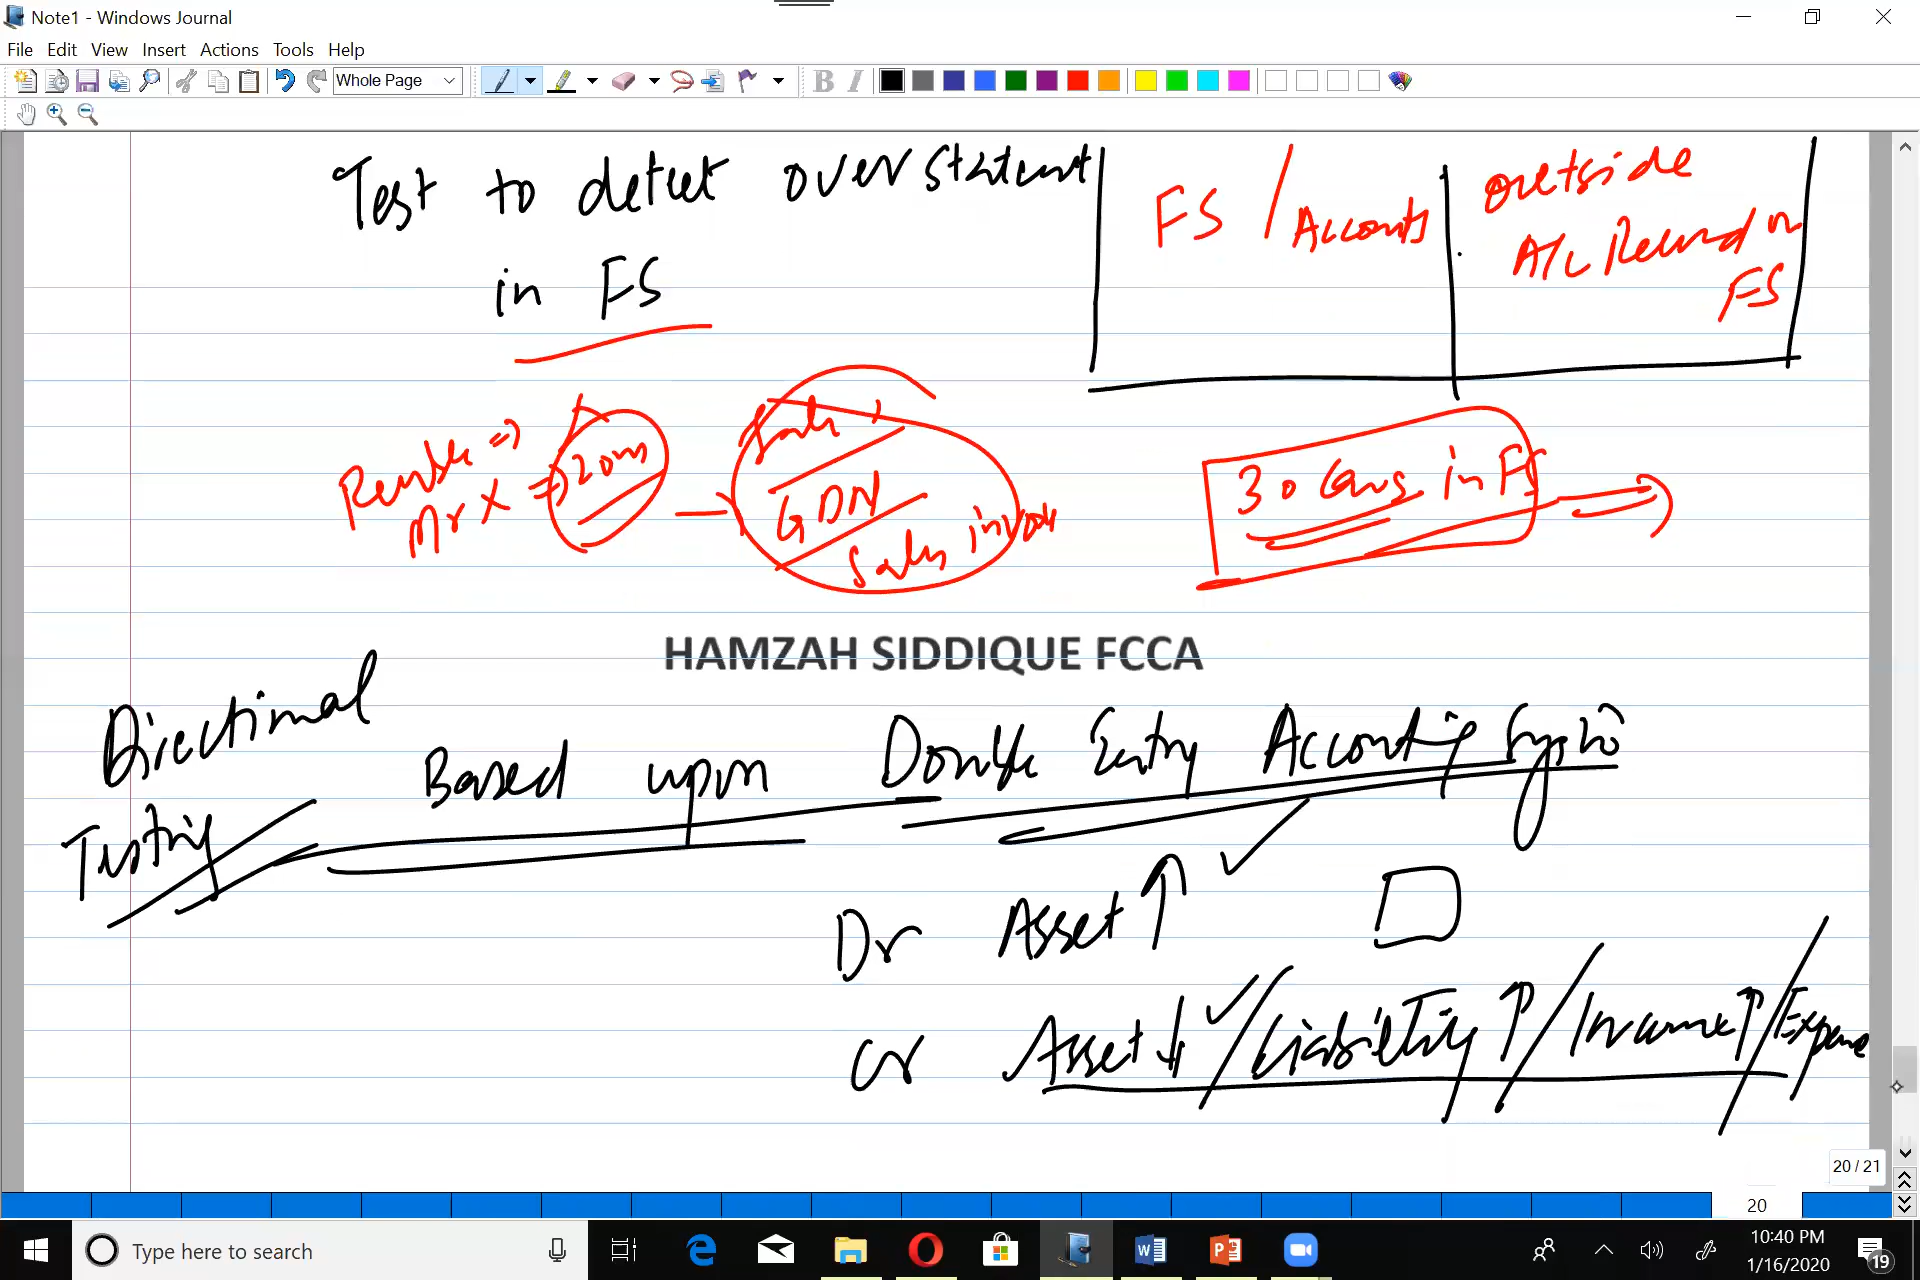 Note1 - Windows Journal
File Edit View Insert Actions Tools Help
Whole Page
B I
Test to detect overstatement
in FS
FS / Accounts
outside
A/c Record or
FS
Mr X ⇒ 20m
GDN
Sales invoice
30 Cars in FS
HAMZAH SIDDIQUE FCCA
Directional
Testing
Based upon Double Entry Accounting System
Dr Asset ↑ ✓
Cr Asset ↓ ✓ / Liability ↑ / Income ↑ / Expense
20 / 21
20
Type here to search
10:40 PM
1/16/2020
19